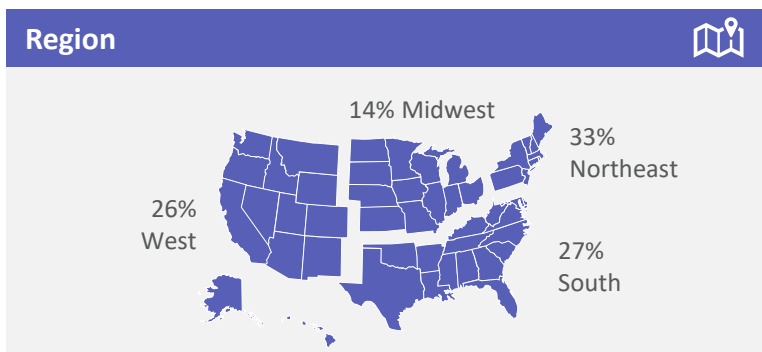 Region
14% Midwest
33%
Northeast
26%
West
27%
South